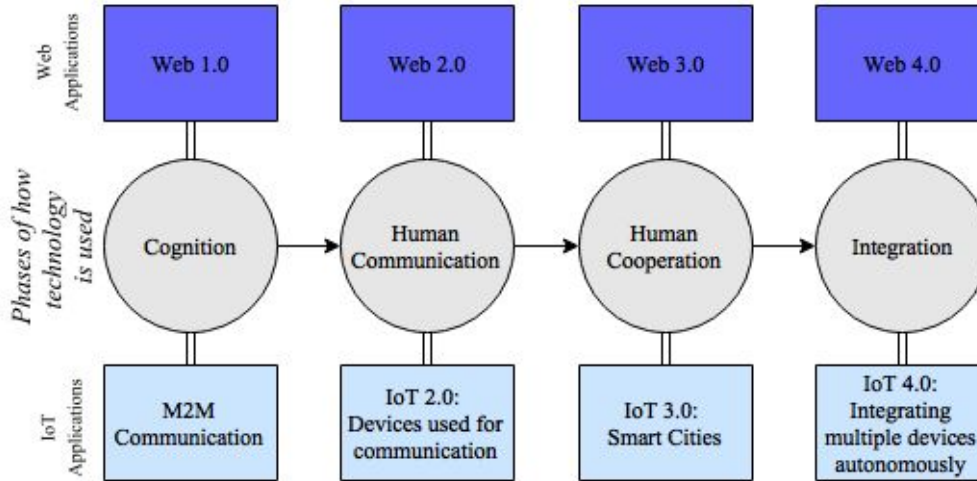 Web
Applications
Web 1.0
Web 2.0
Web 3.0
Web 4.0
Phases of how
technology
is used
Cognition
Human
Communication
Human
Cooperation
Integration
IoT
Applications
M2M
Communication
IoT 2.0:
Devices used for
communication
IoT 3.0:
Smart Cities
IoT 4.0:
Integrating
multiple devices
autonomously